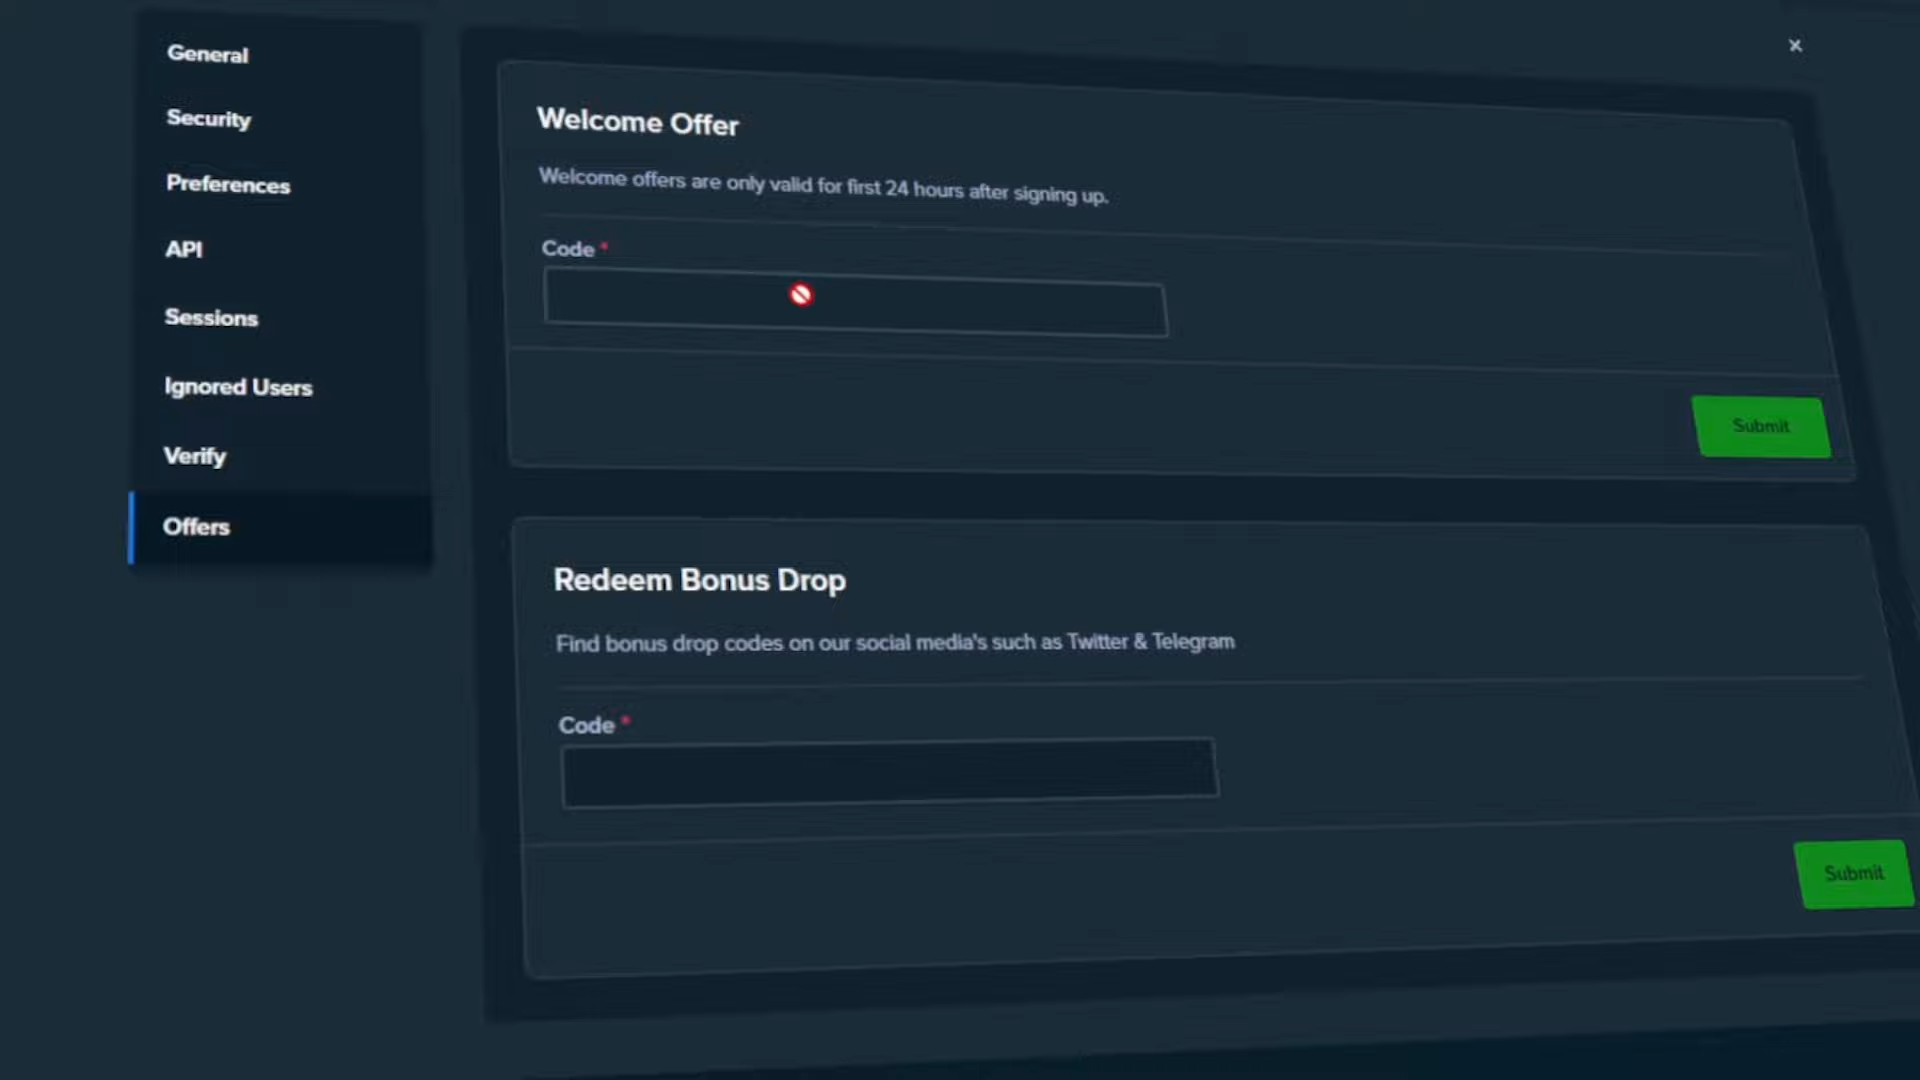 General
Security
Preferences
API
Sessions
Ignored Users
Verify
Offers
Welcome Offer
Welcome offers are only valid for first 24 hours after signing up.
Code *
Submit
Redeem Bonus Drop
Find bonus drop codes on our social media's such as Twitter & Telegram
Code *
Submit